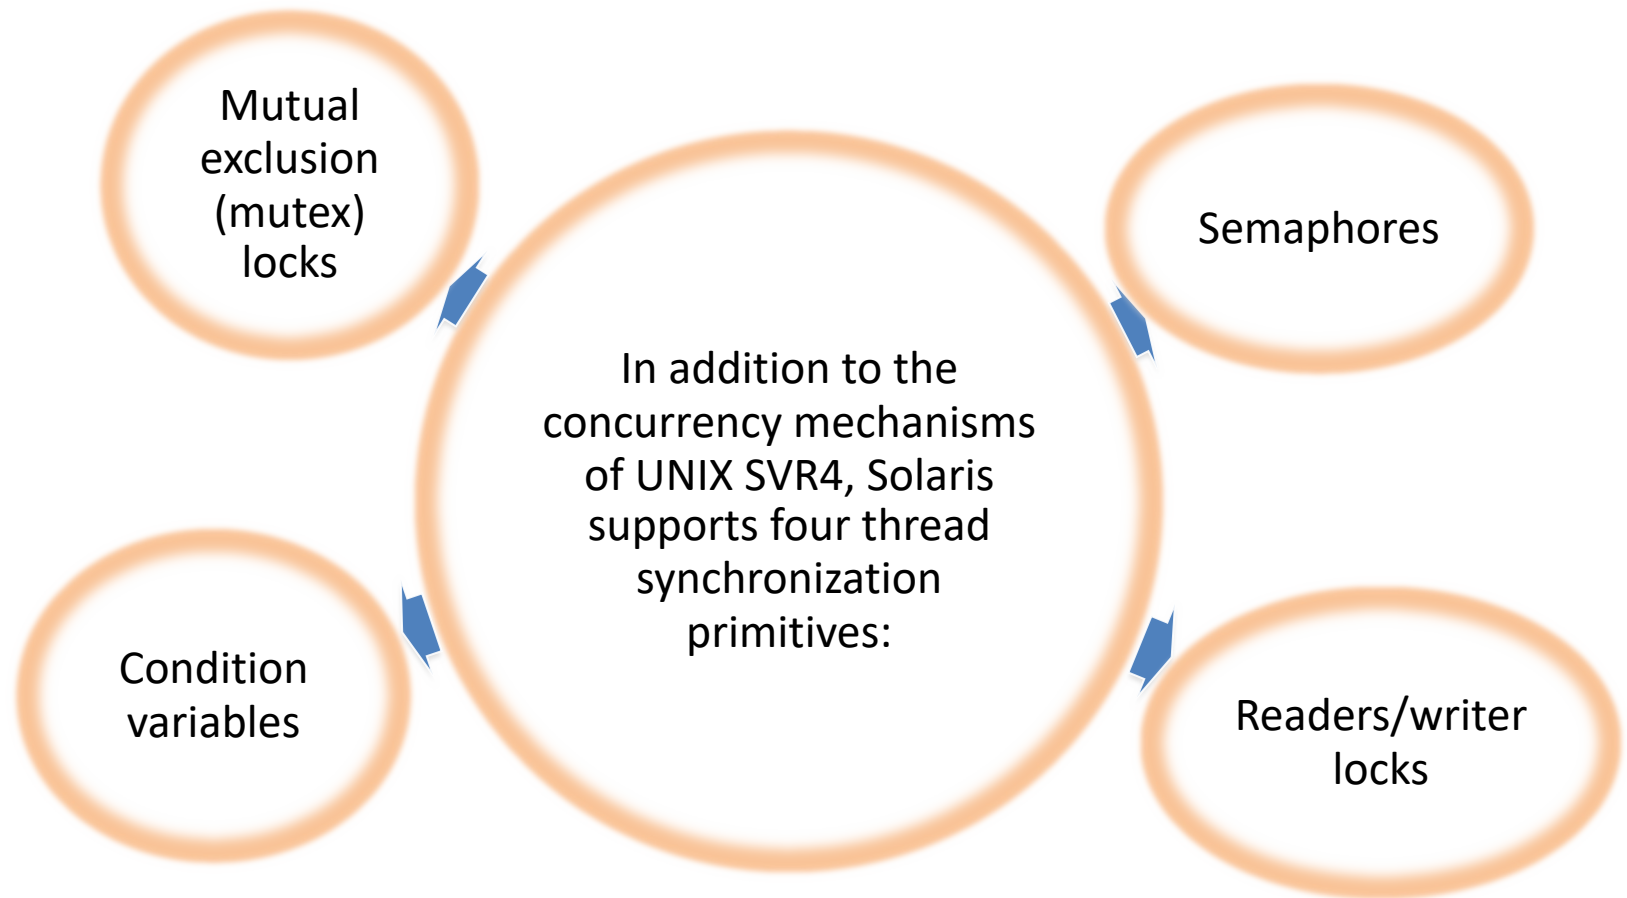 Mutual
exclusion
(mutex)
locks
Semaphores
In addition to the
concurrency mechanisms
of UNIX SVR4, Solaris
supports four thread
synchronization
primitives:
Condition
variables
Readers/writer
locks